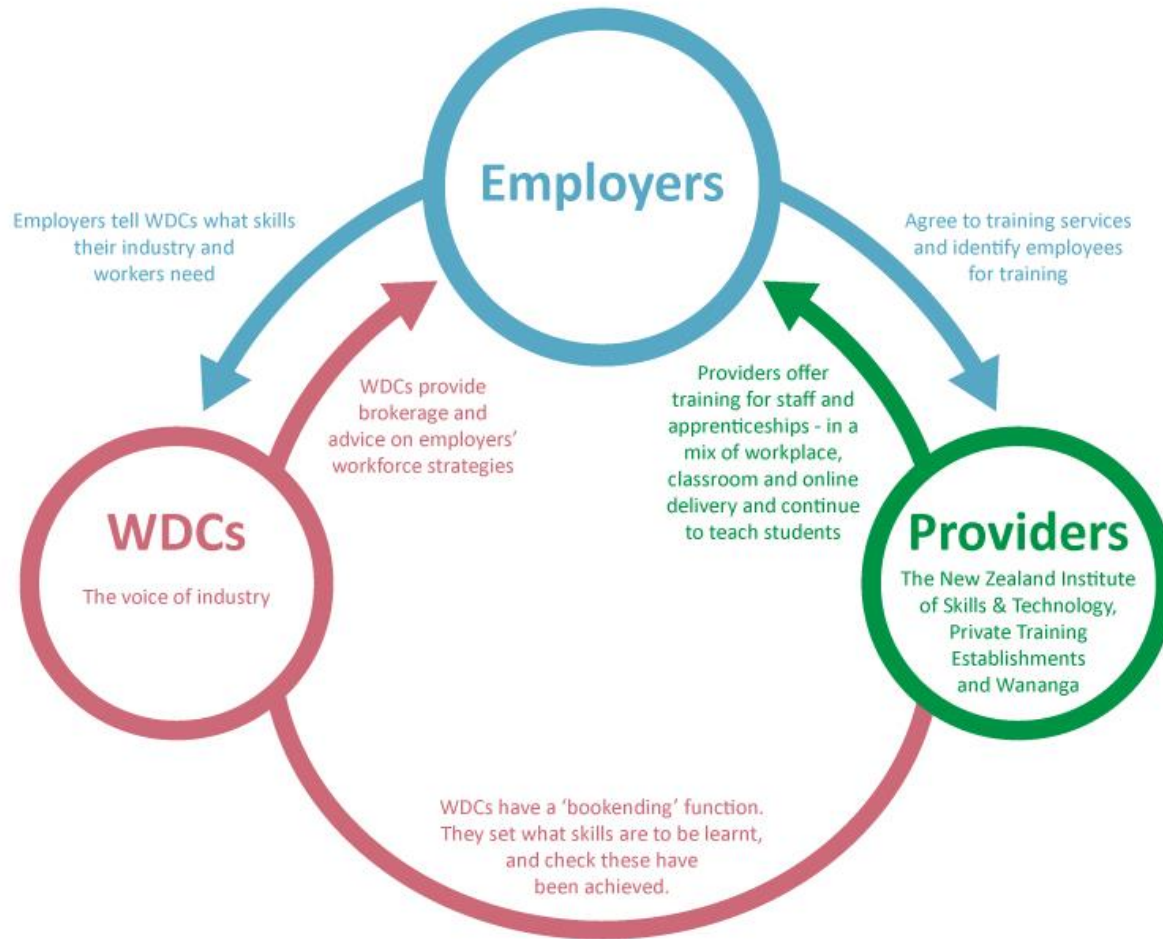 Employers
Employers tell WDCs what skills
their industry and
workers need
Agree to training services
and identify employees
for training
WDCs provide
brokerage and
advice on employers’
workforce strategies
Providers offer
training for staff and
apprenticeships - in a
mix of workplace,
classroom and online
delivery and continue
to teach students
WDCs
The voice of industry
Providers
The New Zealand Institute
of Skills & Technology,
Private Training
Establishments
and Wananga
WDCs have a ‘bookending’ function.
They set what skills are to be learnt,
and check these have
been achieved.